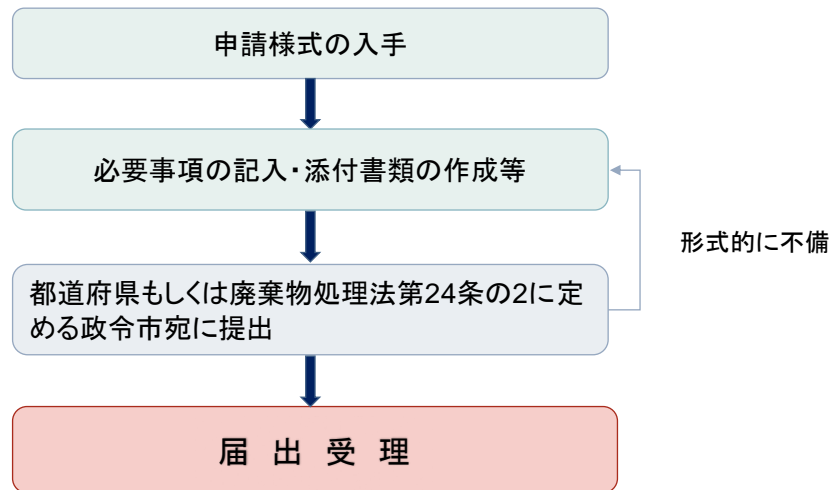 申請様式の入手
必要事項の記入・添付書類の作成等
形式的に不備
都道府県もしくは廃棄物処理法第24条の2に定
める政令市宛に提出
届 出 受 理